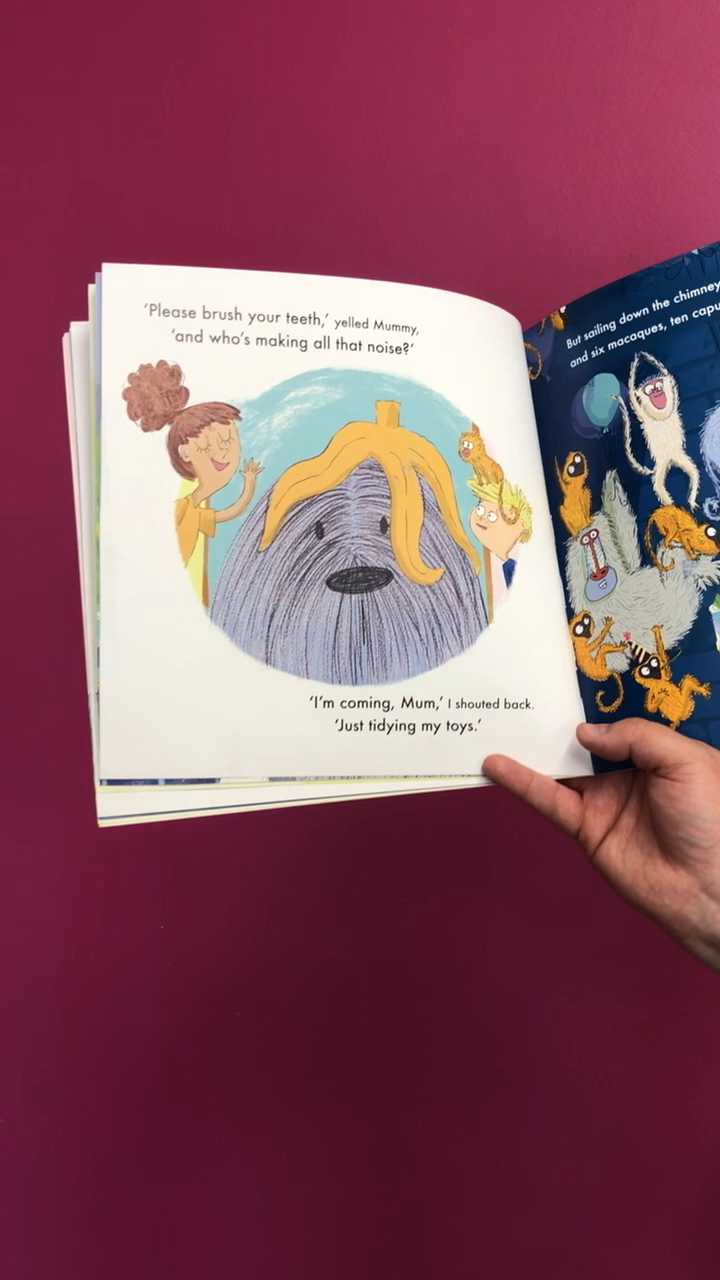 ‘Please brush your teeth,’ yelled Mummy,
‘and who’s making all that noise?’
‘I’m coming, Mum,’ I shouted back.
‘Just tidying my toys.’
But sailing down the chimney
and six macaques, ten